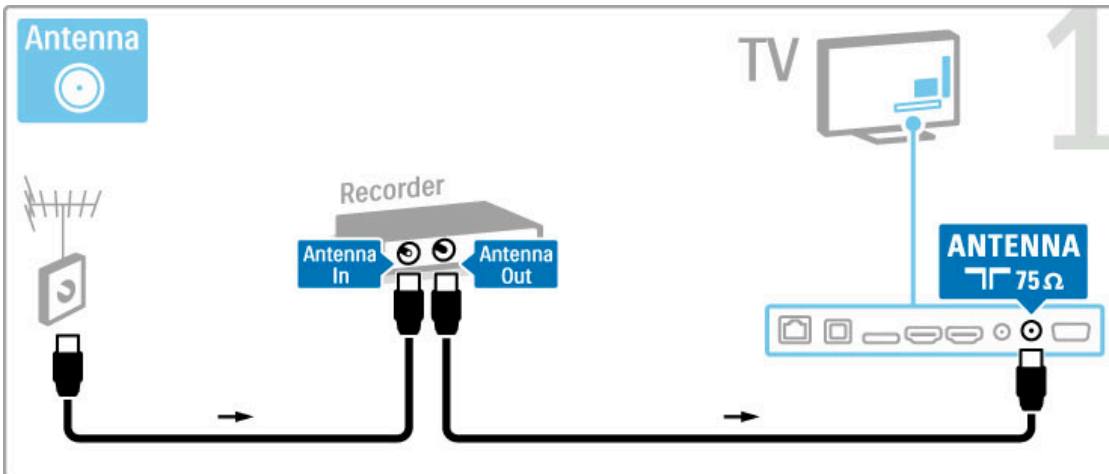 Antenna
TV
1
Recorder
Antenna
In
Antenna
Out
ANTENNA
75 Ω